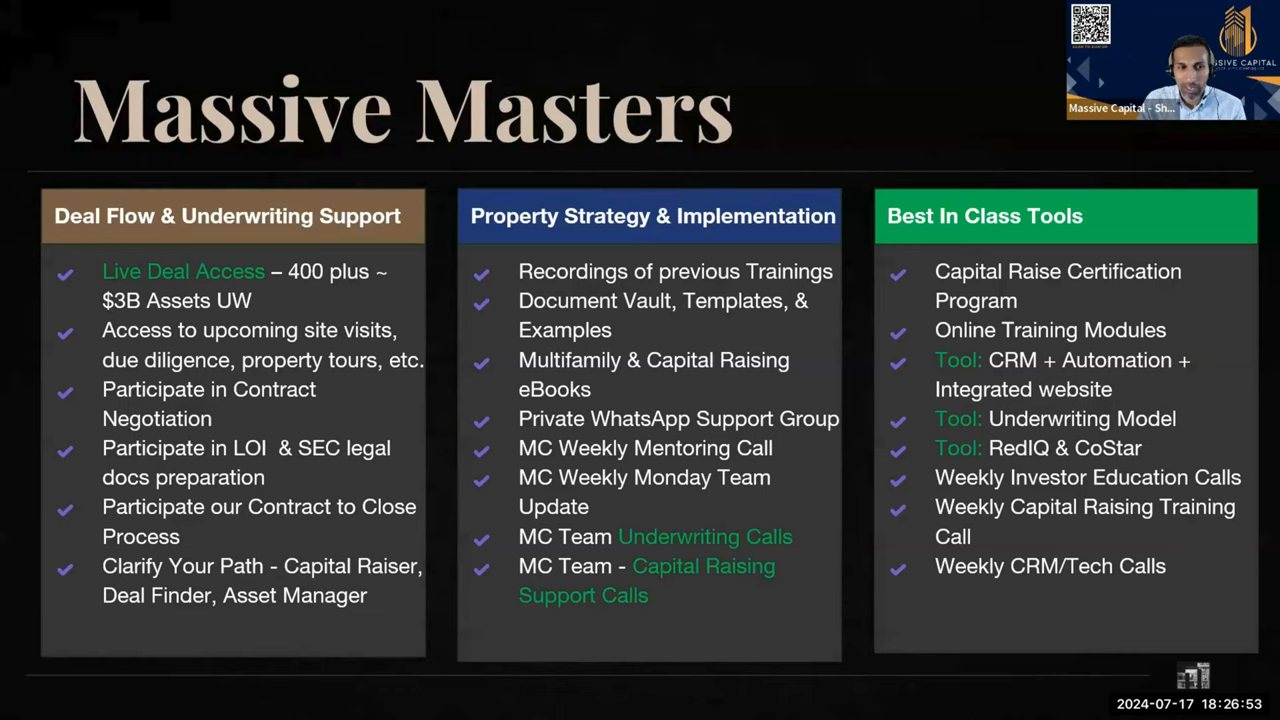 Massive Masters
SCAN TO SIGN UP
SSIVE CAPITAL
Massive Capital - Sh...
Deal Flow & Underwriting Support
Live Deal Access – 400 plus ~
$3B Assets UW
Access to upcoming site visits,
due diligence, property tours, etc.
Participate in Contract
Negotiation
Participate in LOI & SEC legal
docs preparation
Participate our Contract to Close
Process
Clarify Your Path - Capital Raiser,
Deal Finder, Asset Manager
Property Strategy & Implementation
Recordings of previous Trainings
Document Vault, Templates, &
Examples
Multifamily & Capital Raising
eBooks
Private WhatsApp Support Group
MC Weekly Mentoring Call
MC Weekly Monday Team
Update
MC Team Underwriting Calls
MC Team - Capital Raising
Support Calls
Best In Class Tools
Capital Raise Certification
Program
Online Training Modules
Tool: CRM + Automation +
Integrated website
Tool: Underwriting Model
Tool: RedIQ & CoStar
Weekly Investor Education Calls
Weekly Capital Raising Training
Call
Weekly CRM/Tech Calls
2024-07-17 18:26:53